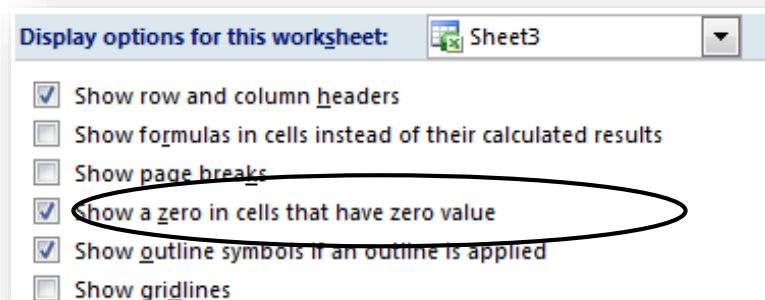 Display options for this worksheet: Sheet3
Show row and column headers
Show formulas in cells instead of their calculated results
Show page breaks
Show a zero in cells that have zero value
Show outline symbols if an outline is applied
Show gridlines